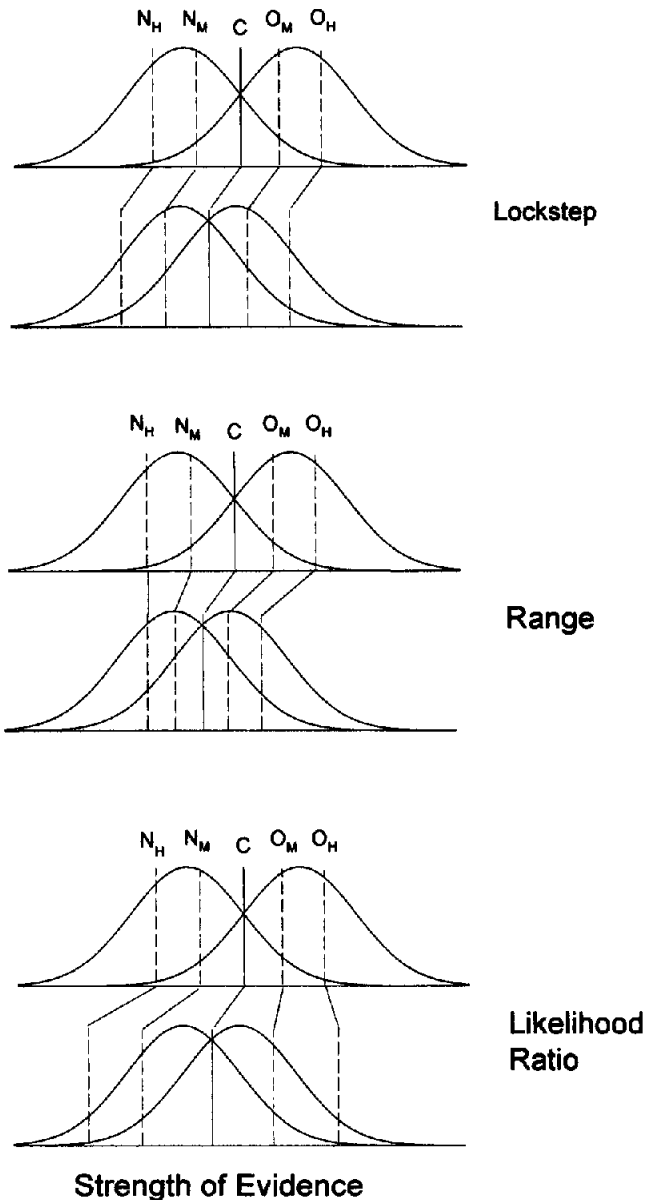 N_H N_M C O_M O_H
Lockstep
N_H N_M C O_M O_H
Range
N_H N_M C O_M O_H
Likelihood
Ratio
Strength of Evidence